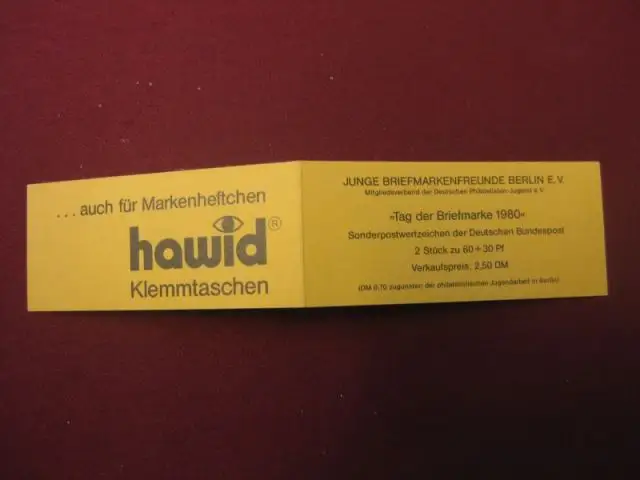 ... auch für Markenheftchen
hawid®
Klemmtaschen
JUNGE BRIEFMARKENFREUNDE BERLIN E.V.
Mitgliedsverband der Deutschen Philatelisten-Jugend e.V.
»Tag der Briefmarke 1980«
Sonderpostwertzeichen der Deutschen Bundespost
2 Stück zu 60+30 Pf
Verkaufspreis: 2,50 DM
(DM 0,70 zugunsten der philatelistischen Jugendarbeit in Berlin)